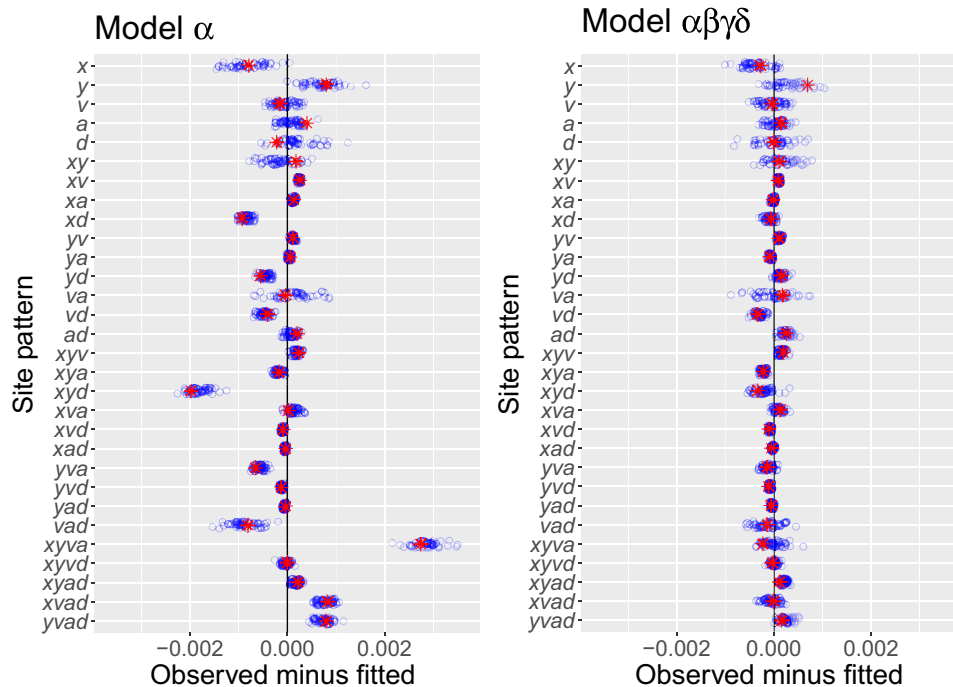 Model α
Site pattern
x
y
v
a
d
xy
xv
xa
xd
yv
ya
yd
va
vd
ad
xyv
xya
xyd
xva
xvd
xad
yva
yvd
yad
vad
xyva
xyvd
xyad
xvad
yvad
−0.002 0.000 0.002
Observed minus fitted
Model αβγδ
Site pattern
x
y
v
a
d
xy
xv
xa
xd
yv
ya
yd
va
vd
ad
xyv
xya
xyd
xva
xvd
xad
yva
yvd
yad
vad
xyva
xyvd
xyad
xvad
yvad
−0.002 0.000 0.002
Observed minus fitted